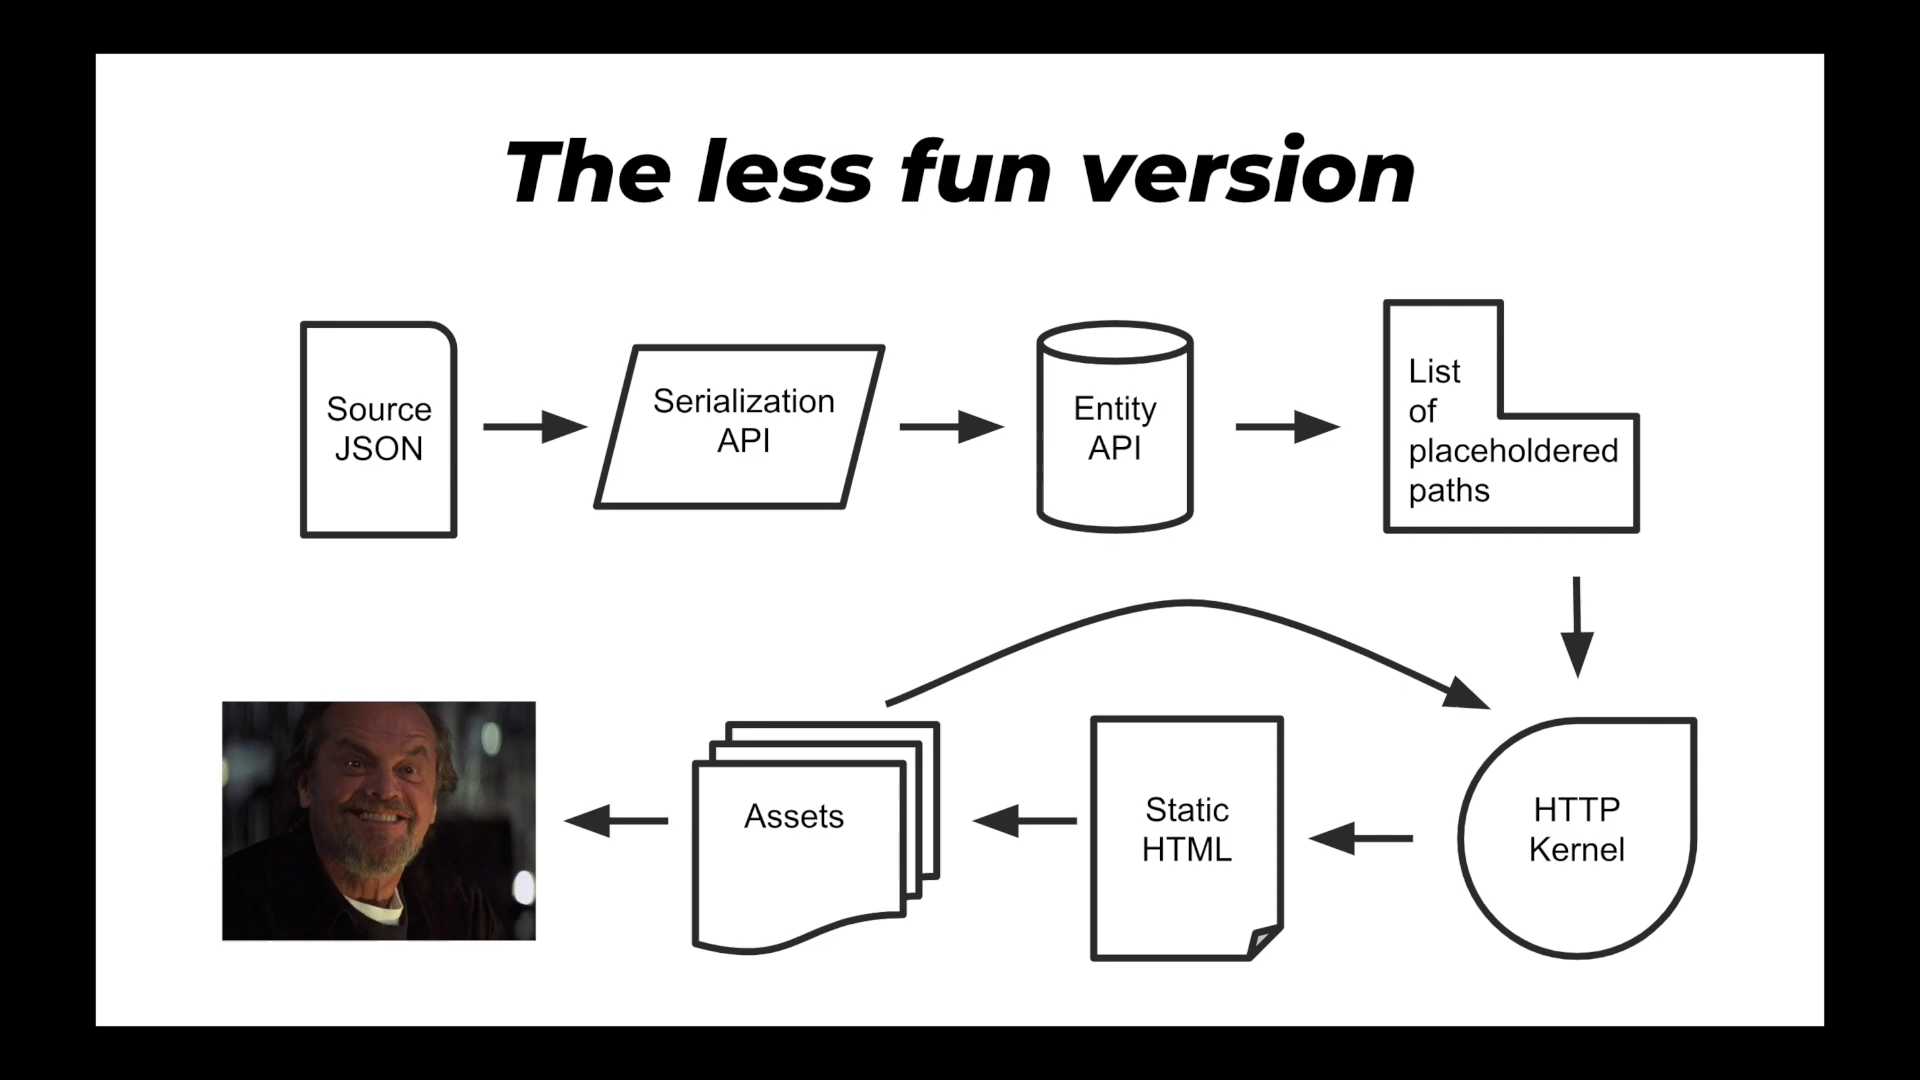 The less fun version
Source
JSON
Serialization
API
Entity
API
List
of
placeholdered
paths
Assets
Static
HTML
HTTP
Kernel